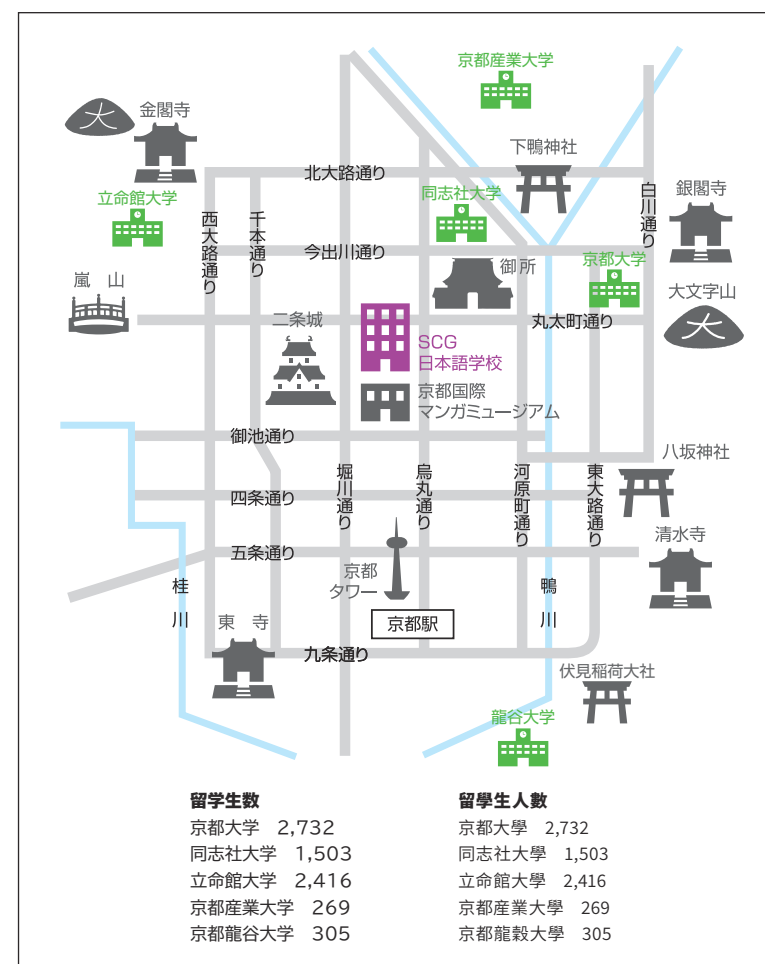 京都産業大学
金閣寺
下鴨神社
北大路通り
立命館大学
同志社大学
白川通り
銀閣寺
西大路通り
千本通り
今出川通り
京都大学
御所
嵐 山
大文字山
二条城
丸太町通り
SCG
日本語学校
京都国際
マンガミュージアム
御池通り
八坂神社
堀川通り
烏丸通り
河原町通り
東大路通り
四条通り
清水寺
五条通り
京都
タワー
桂川
鴨川
東 寺
京都駅
九条通り
伏見稲荷大社
龍谷大学
大
大
留学生数
京都大学 2,732
同志社大学 1,503
立命館大学 2,416
京都産業大学 269
京都龍谷大学 305
留學生人數
京都大學 2,732
同志社大學 1,503
立命館大學 2,416
京都産業大學 269
京都龍穀大學 305